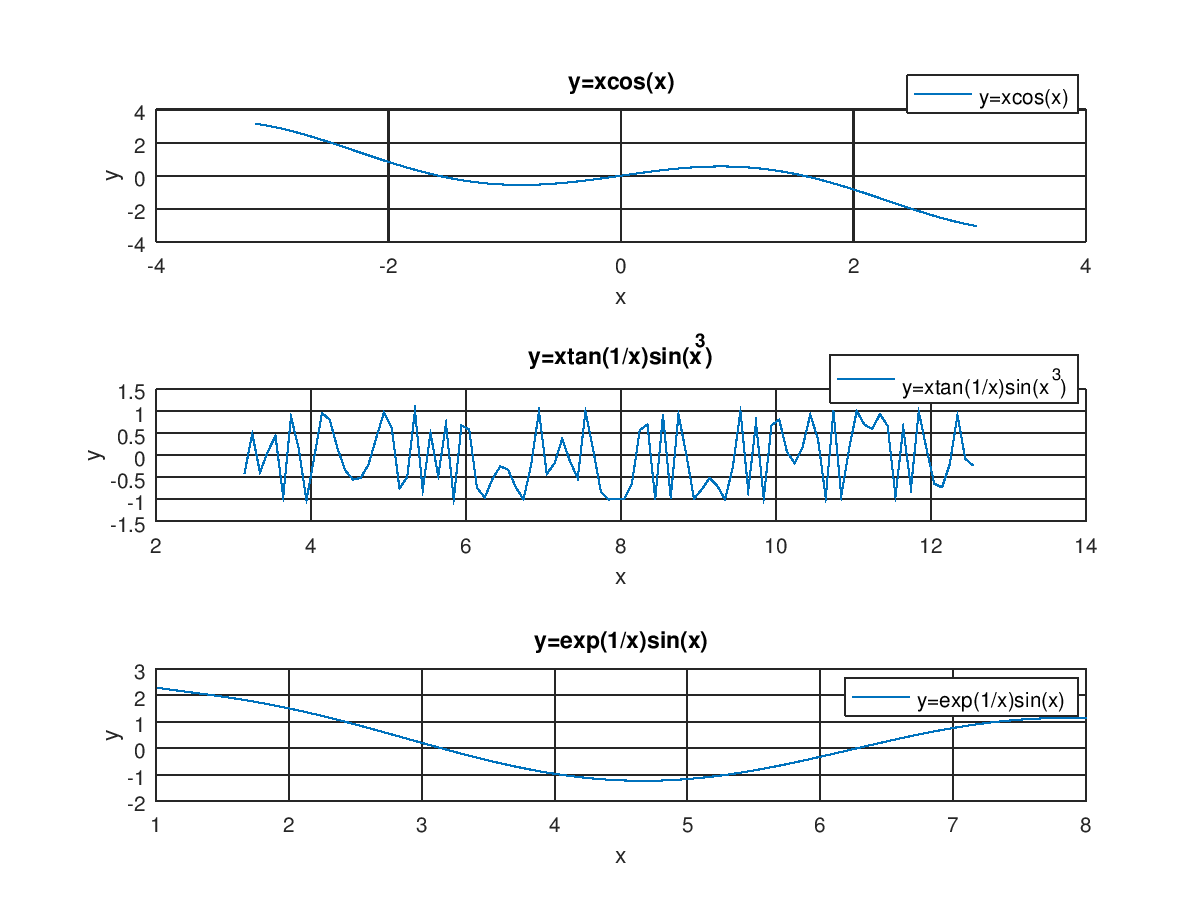 y=xcos(x)
y=xcos(x)
4
2
0
-2
-4
y
-4 -2 0 2 4
x
y=xtan(1/x)sin(x^3)
y=xtan(1/x)sin(x^3)
1.5
1
0.5
0
-0.5
-1
-1.5
y
2 4 6 8 10 12 14
x
y=exp(1/x)sin(x)
y=exp(1/x)sin(x)
3
2
1
0
-1
-2
y
1 2 3 4 5 6 7 8
x